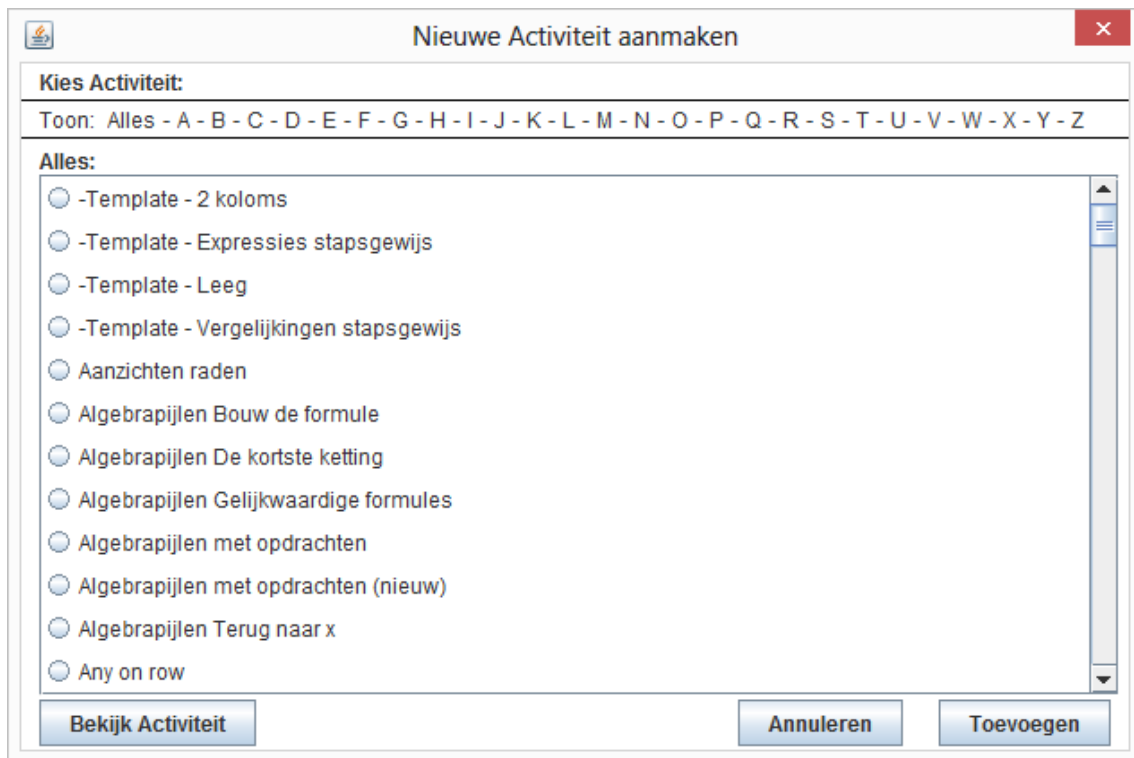 Nieuwe Activiteit aanmaken
Kies Activiteit:
Toon: Alles - A - B - C - D - E - F - G - H - I - J - K - L - M - N - O - P - Q - R - S - T - U - V - W - X - Y - Z
Alles:
-Template - 2 koloms
-Template - Expressies stapsgewijs
-Template - Leeg
-Template - Vergelijkingen stapsgewijs
Aanzichten raden
Algebrapijlen Bouw de formule
Algebrapijlen De kortste ketting
Algebrapijlen Gelijkwaardige formules
Algebrapijlen met opdrachten
Algebrapijlen met opdrachten (nieuw)
Algebrapijlen Terug naar x
Any on row
Bekijk Activiteit Annuleren Toevoegen